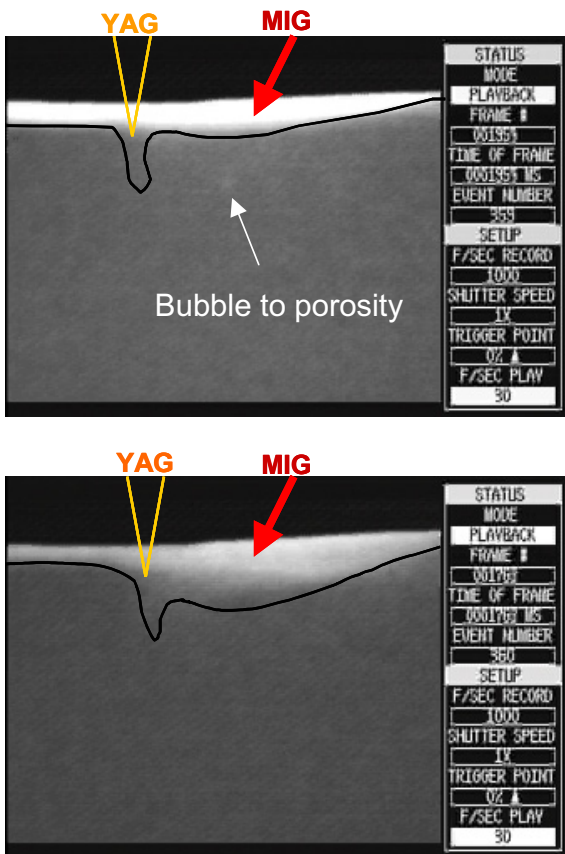 YAG
MIG
STATUS
MODE
PLAYBACK
FRAME #
TIME OF FRAME
EVENT NUMBER
359
SETUP
F/SEC RECORD
1000
SHUTTER SPEED
1X
TRIGGER POINT
0%
F/SEC PLAY
30
Bubble to porosity
YAG
MIG
STATUS
MODE
PLAYBACK
FRAME #
TIME OF FRAME
EVENT NUMBER
360
SETUP
F/SEC RECORD
1000
SHUTTER SPEED
1X
TRIGGER POINT
0%
F/SEC PLAY
30